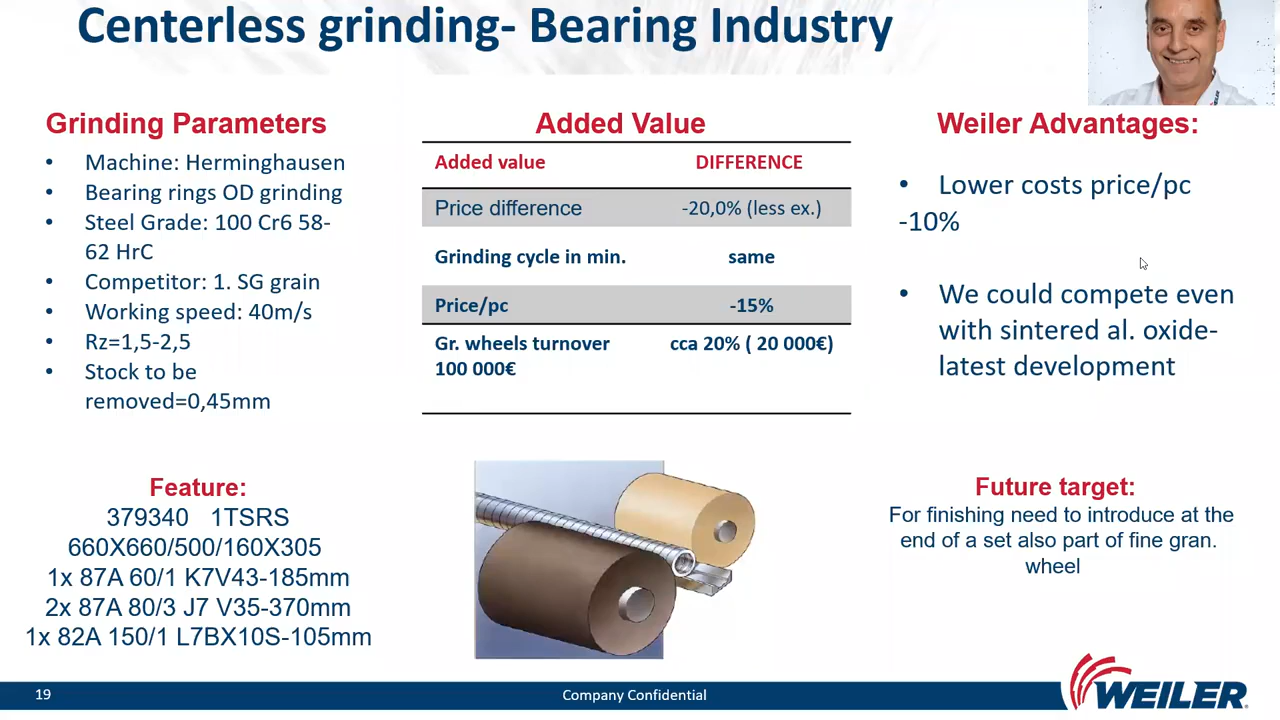 Centerless grinding- Bearing Industry
Grinding Parameters
• Machine: Herminghausen
• Bearing rings OD grinding
• Steel Grade: 100 Cr6 58-
62 HrC
• Competitor: 1. SG grain
• Working speed: 40m/s
• Rz=1,5-2,5
• Stock to be
removed=0,45mm
Feature:
379340 1TSRS
660X660/500/160X305
1x 87A 60/1 K7V43-185mm
2x 87A 80/3 J7 V35-370mm
1x 82A 150/1 L7BX10S-105mm
Added Value
Added value DIFFERENCE
Price difference -20,0% (less ex.)
Grinding cycle in min. same
Price/pc -15%
Gr. wheels turnover cca 20% ( 20 000€)
100 000€
Weiler Advantages:
• Lower costs price/pc
-10%
• We could compete even
with sintered al. oxide-
latest development
Future target:
For finishing need to introduce at the
end of a set also part of fine gran.
wheel
19
Company Confidential
WEILER